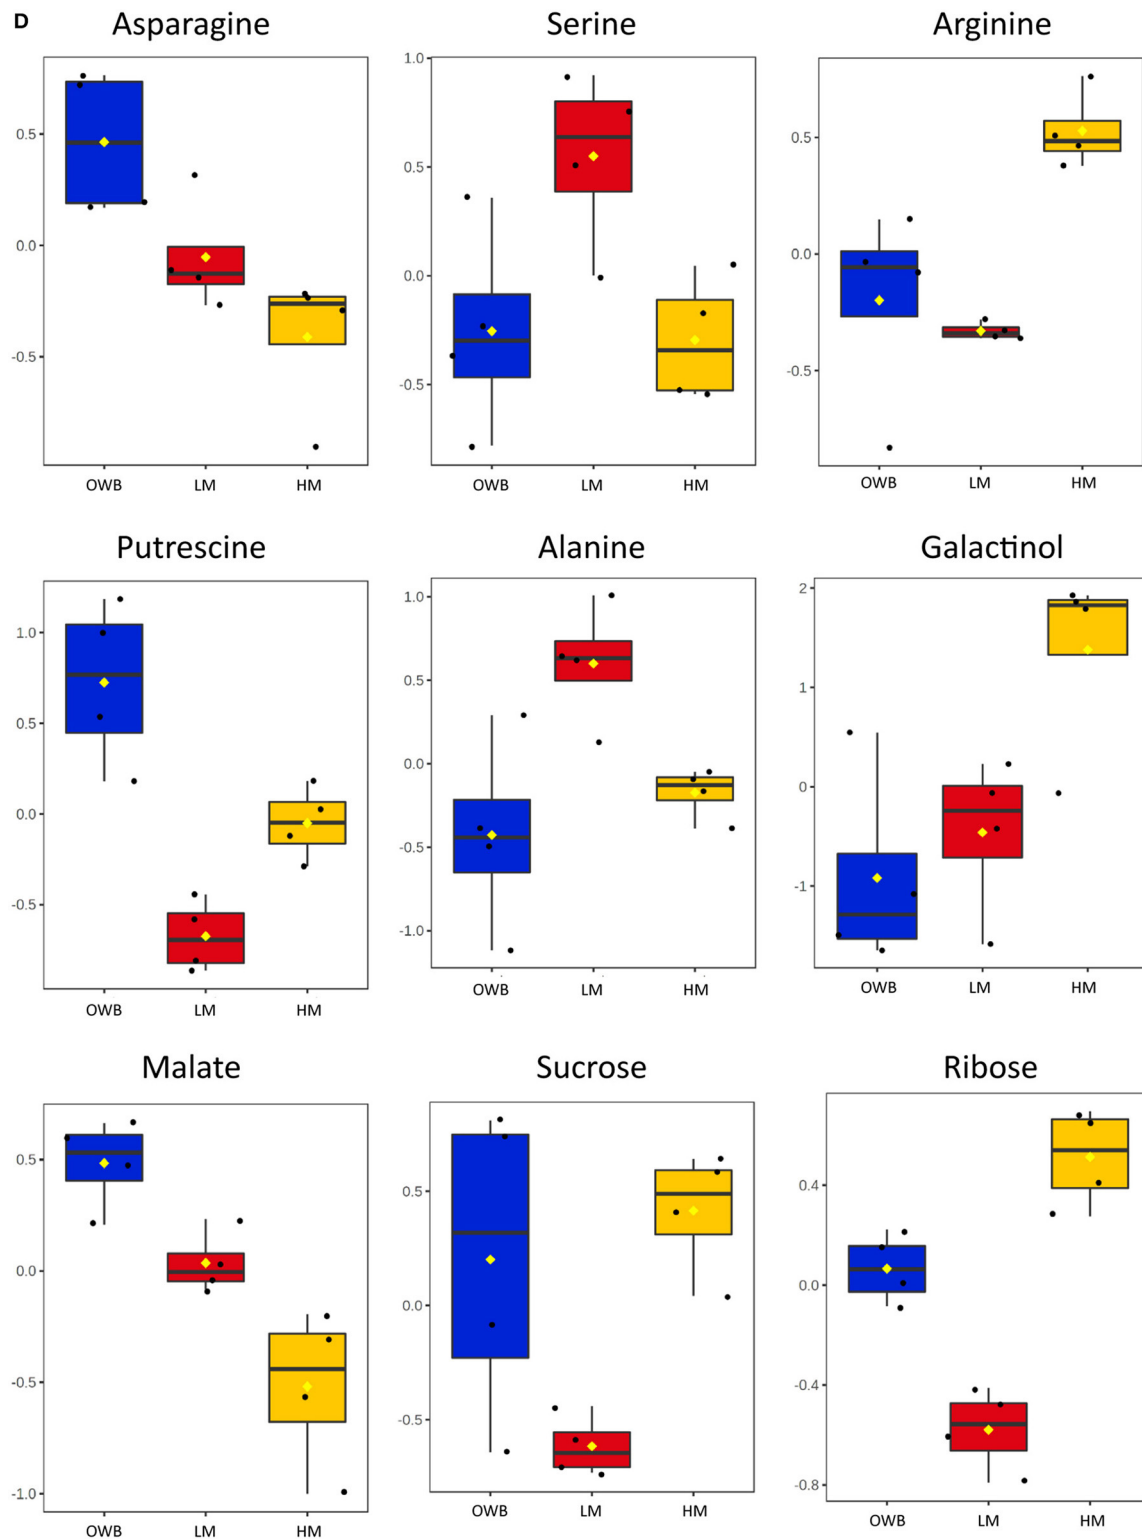 D
Asparagine Serine Arginine
0.5
0.0
-0.5
OWB LM HM
1.0
0.5
0.0
-0.5
OWB LM HM
0.5
0.0
-0.5
OWB LM HM
Putrescine Alanine Galactinol
1.0
0.5
0.0
-0.5
OWB LM HM
1.0
0.5
0.0
-0.5
-1.0
OWB LM HM
2
1
0
-1
OWB LM HM
Malate Sucrose Ribose
0.5
0.0
-0.5
-1.0
OWB LM HM
0.5
0.0
-0.5
OWB LM HM
0.4
0.0
-0.4
-0.8
OWB LM HM